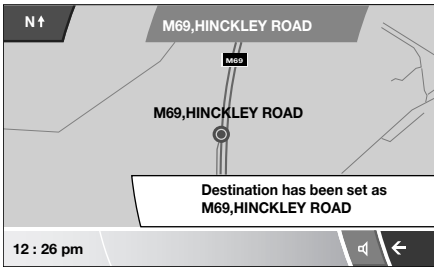 N↑
M69,HINCKLEY ROAD
M69
M69,HINCKLEY ROAD
Destination has been set as
M69,HINCKLEY ROAD
12 : 26 pm